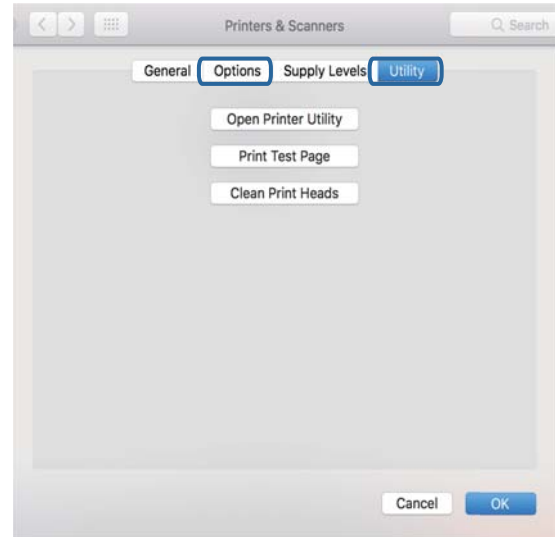 Printers & Scanners
Search
General Options Supply Levels Utility
Open Printer Utility
Print Test Page
Clean Print Heads
Cancel OK